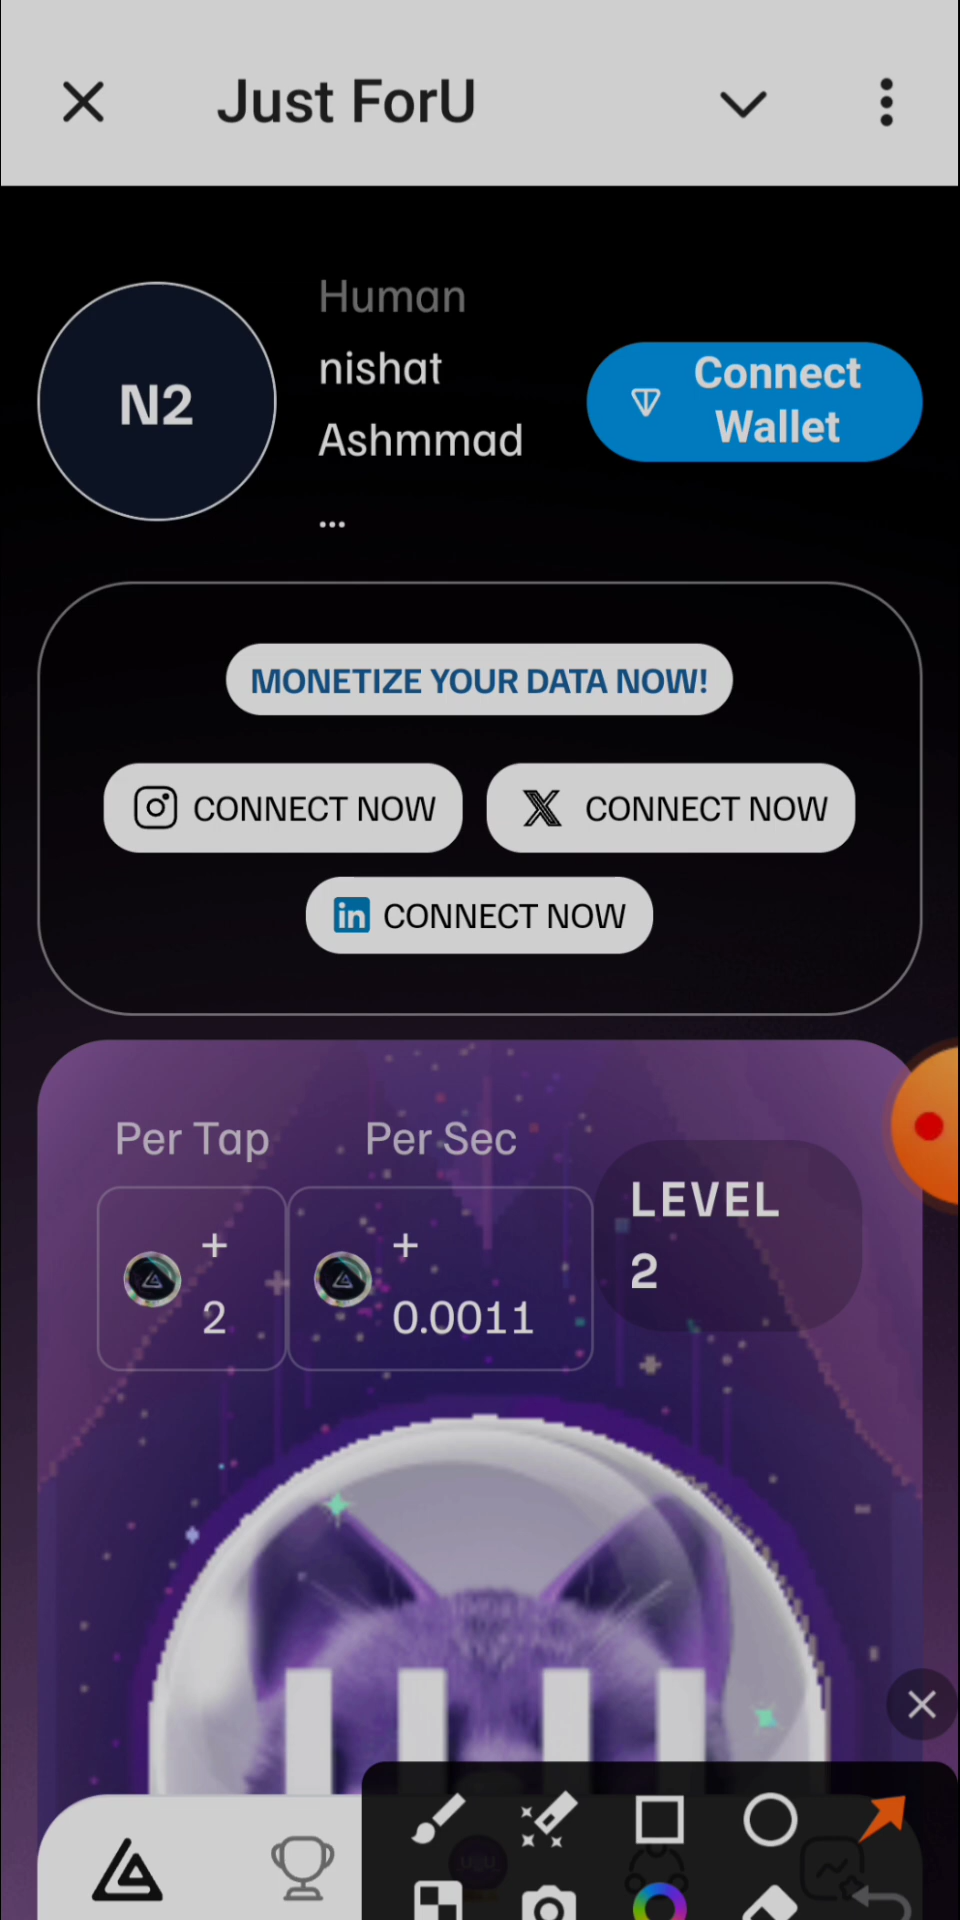 Just ForU
Human
N2
nishat
Ashmmad
...
Connect
Wallet
MONETIZE YOUR DATA NOW!
CONNECT NOW
CONNECT NOW
CONNECT NOW
Per Tap
Per Sec
+
2
+
0.0011
LEVEL
2